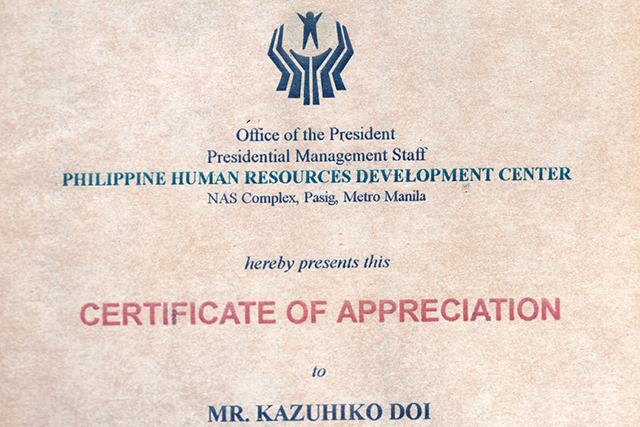 Office of the President
Presidential Management Staff
PHILIPPINE HUMAN RESOURCES DEVELOPMENT CENTER
NAS Complex, Pasig, Metro Manila
hereby presents this
CERTIFICATE OF APPRECIATION
to
MR. KAZUHIKO DOI